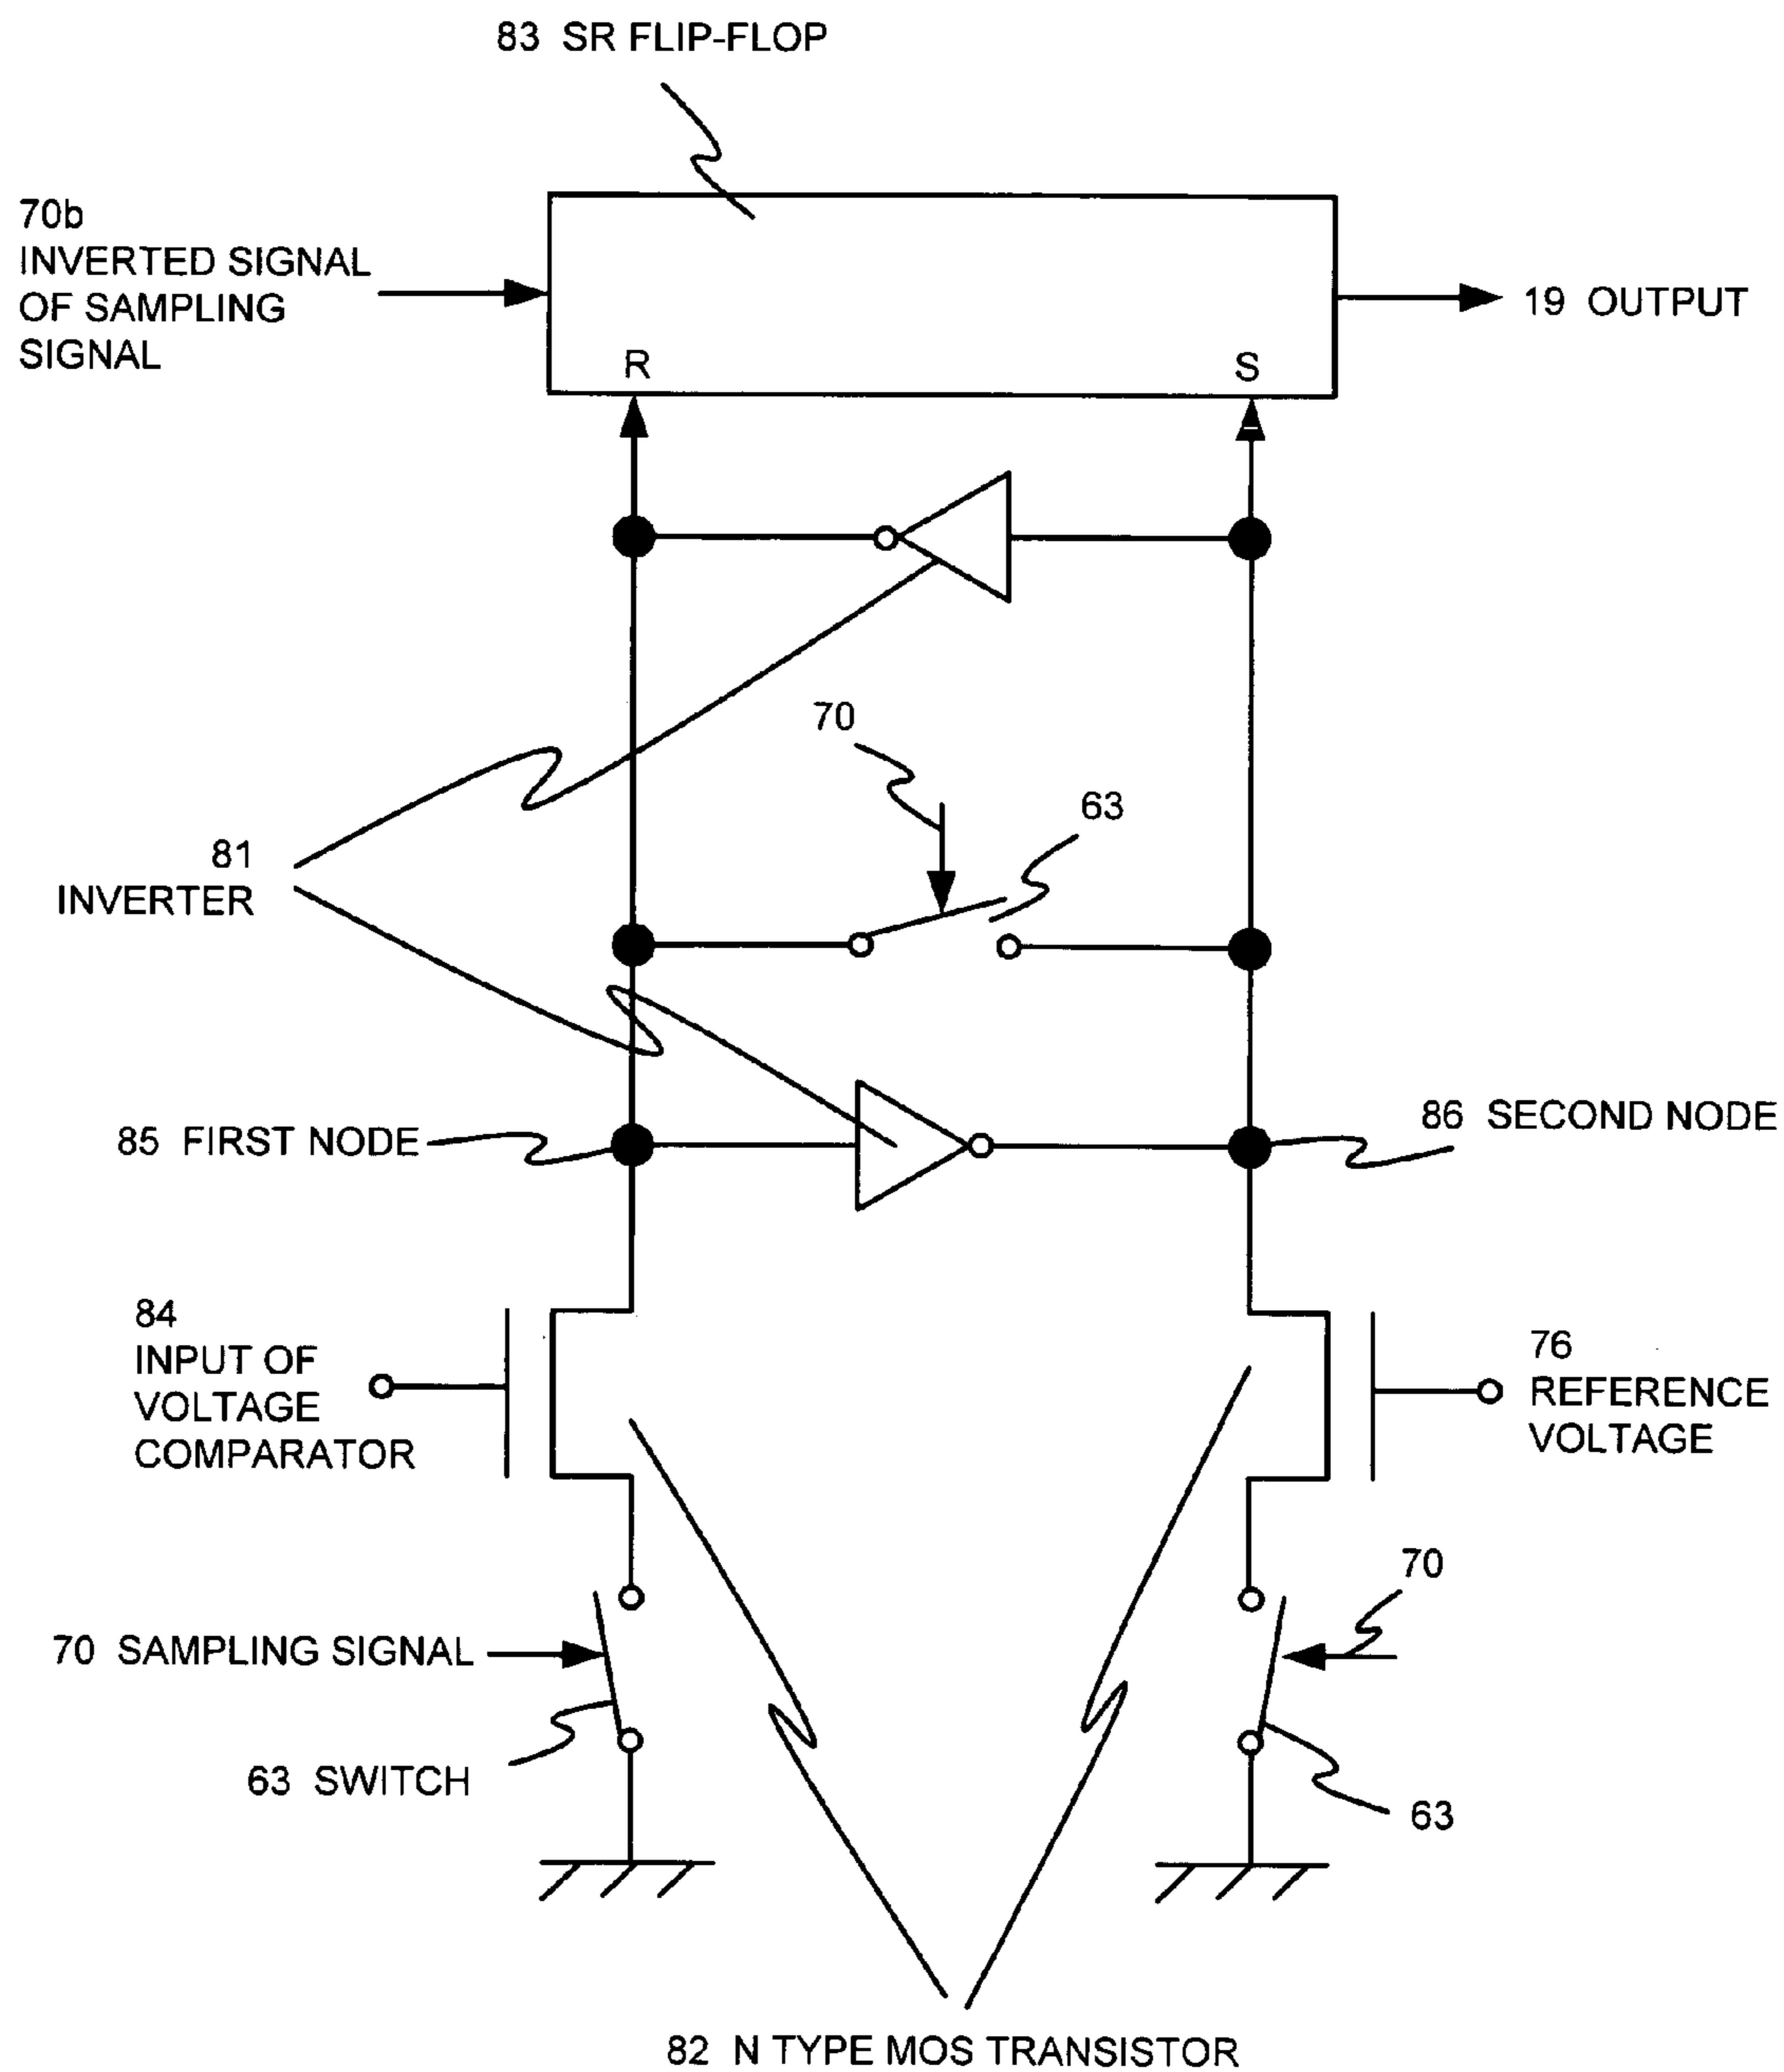 83 SR FLIP-FLOP
70b
INVERTED SIGNAL
OF SAMPLING
SIGNAL
19 OUTPUT
R
S
70
63
81
INVERTER
85 FIRST NODE
86 SECOND NODE
84
INPUT OF
VOLTAGE
COMPARATOR
76
REFERENCE
VOLTAGE
70
70 SAMPLING SIGNAL
63 SWITCH
63
82 N TYPE MOS TRANSISTOR